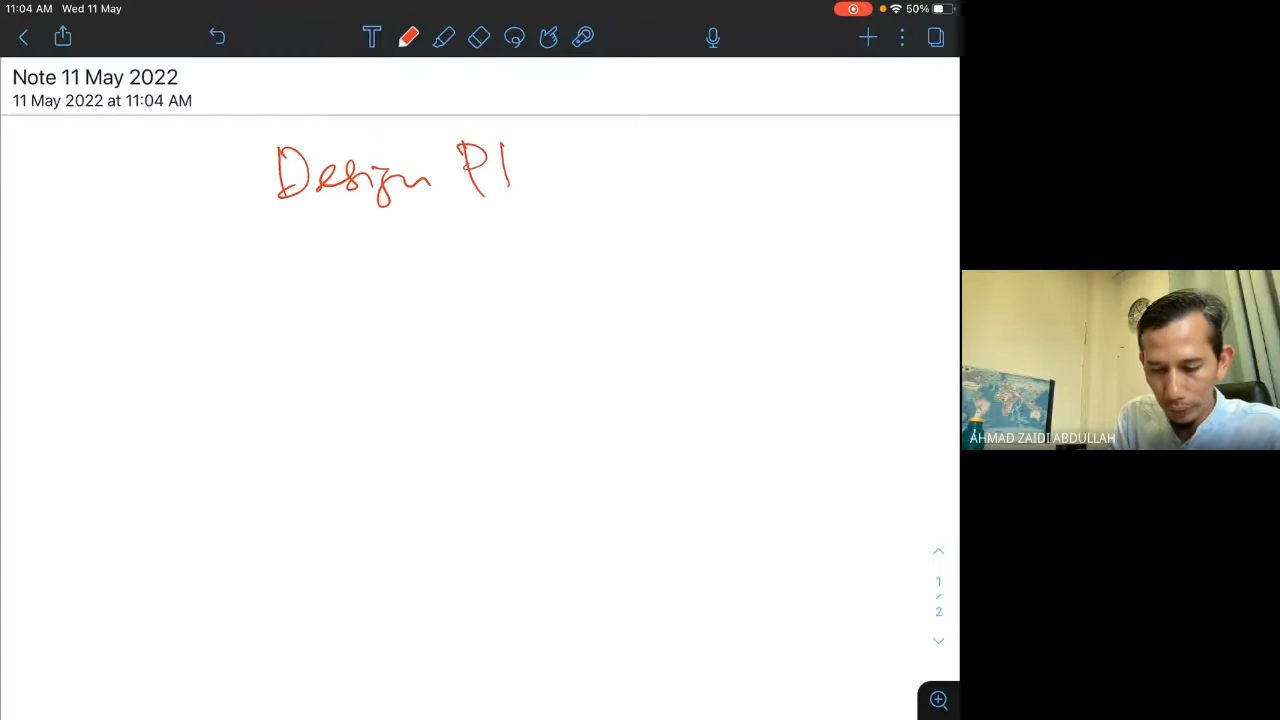 11:04 AM Wed 11 May
50%
Note 11 May 2022
11 May 2022 at 11:04 AM
Design PI
AHMAD ZAIDI ABDULLAH
1
/
2